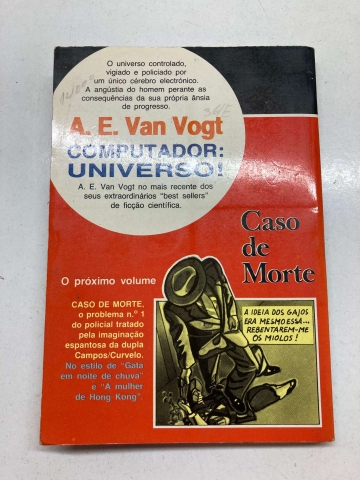 O universo controlado,
vigiado e policiado por
um único cérebro electrónico.
A angústia do homem perante as
consequências da sua própria ânsia
de progresso.
A. E. Van Vogt
COMPUTADOR:
UNIVERSO!
A. E. Van Vogt no mais recente dos
seus extraordinários "best sellers"
de ficção científica.
Caso
de
Morte
O próximo volume
CASO DE MORTE,
o problema n.º 1
do policial tratado
pela imaginação
espantosa da dupla
Campos/Curvelo.
No estilo de "Gala
em noite de chuva"
e "A mulher
de Hong Kong".
A IDEIA DOS GAJOS
ERA MESMO ESSA...
REBENTAREM-ME
OS MIOLOS!